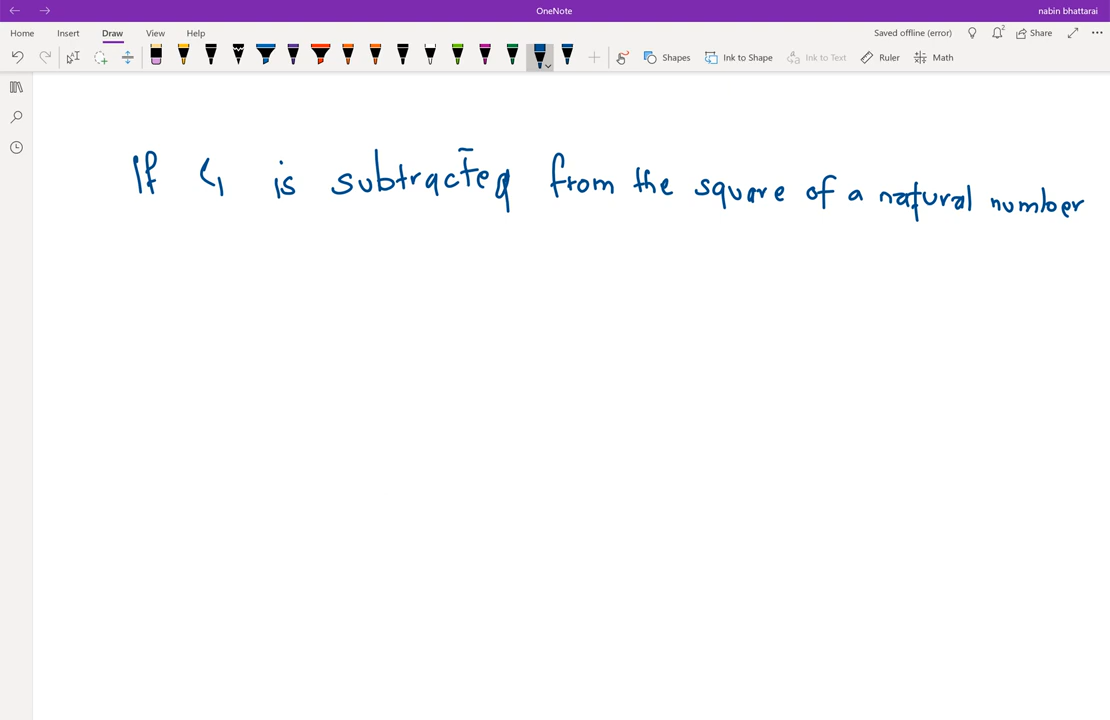 OneNote
nabin bhattarai
Home Insert Draw View Help
Saved offline (error) 2 Share
Shapes Ink to Shape Ink to Text Ruler Math
If is subtracted from the square of a natural number